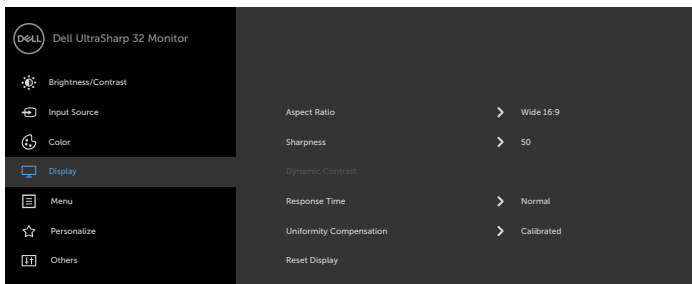 DELL Dell UltraSharp 32 Monitor
Brightness/Contrast
Input Source
Aspect Ratio Wide 16:9
Color
Sharpness 50
Display
Dynamic Contrast
Menu
Response Time Normal
Personalize
Uniformity Compensation Calibrated
Others
Reset Display